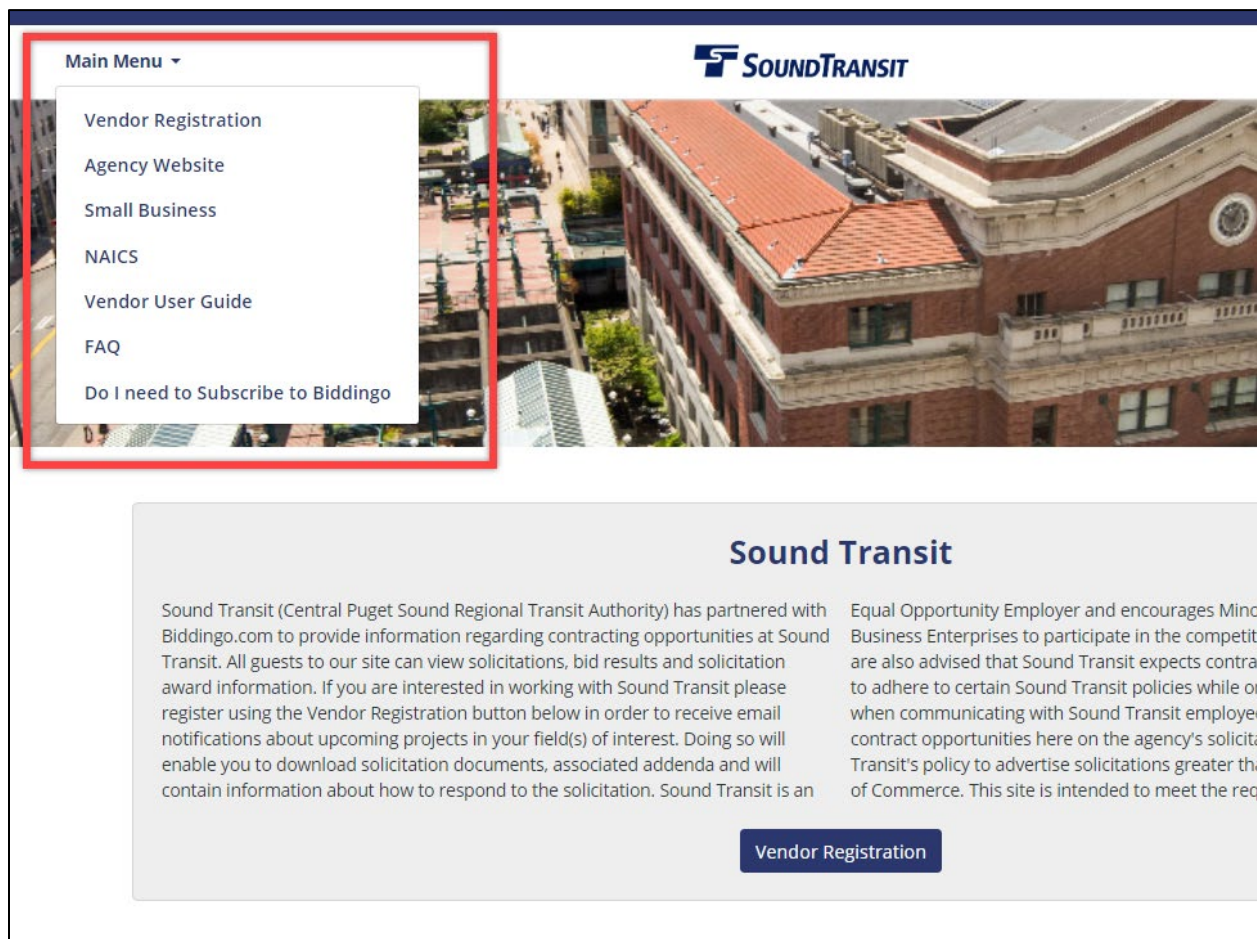 Main Menu
SOUNDTRANSIT
Vendor Registration
Agency Website
Small Business
NAICS
Vendor User Guide
FAQ
Do I need to Subscribe to Biddingo
Sound Transit
Sound Transit (Central Puget Sound Regional Transit Authority) has partnered with
Biddingo.com to provide information regarding contracting opportunities at Sound
Transit. All guests to our site can view solicitations, bid results and solicitation
award information. If you are interested in working with Sound Transit please
register using the Vendor Registration button below in order to receive email
notifications about upcoming projects in your field(s) of interest. Doing so will
enable you to download solicitation documents, associated addenda and will
contain information about how to respond to the solicitation. Sound Transit is an
Equal Opportunity Employer and encourages
Business Enterprises to participate in the
are also advised that Sound Transit expects
to adhere to certain Sound Transit policies while
when communicating with Sound Transit
contract opportunities here on the agency's
Transit's policy to advertise solicitations greater
of Commerce. This site is intended to meet the
Vendor Registration